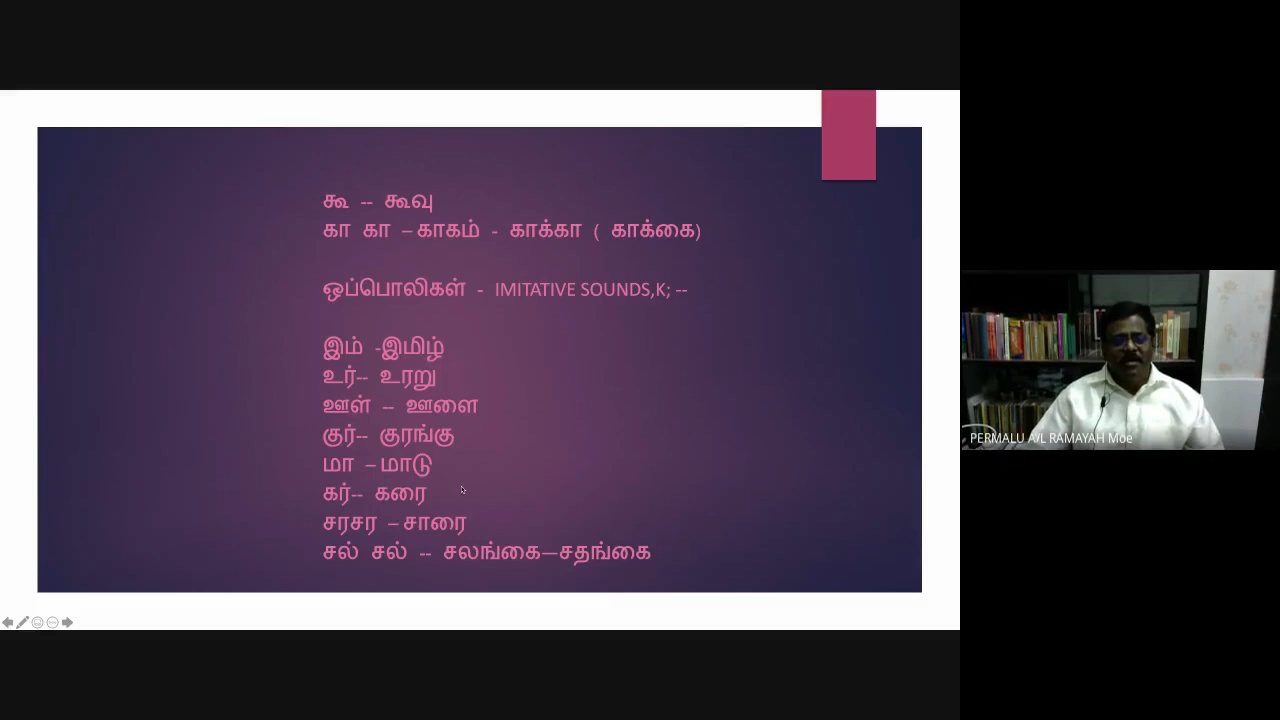 கூ -- கூவு
கா கா – காகம் - காக்கா ( காக்கை)
ஒப்பொலிகள் - IMITATIVE SOUNDS,K; --
இம் -இமிழ்
உர்-- உரறு
ஊள் – ஊளை
குர்-- குரங்கு
மா – மாடு
கர்-- கரை
சரசர – சாரை
சல் சல் -- சலங்கை—சதங்கை
PERMALU A/L RAMAYAH Moe